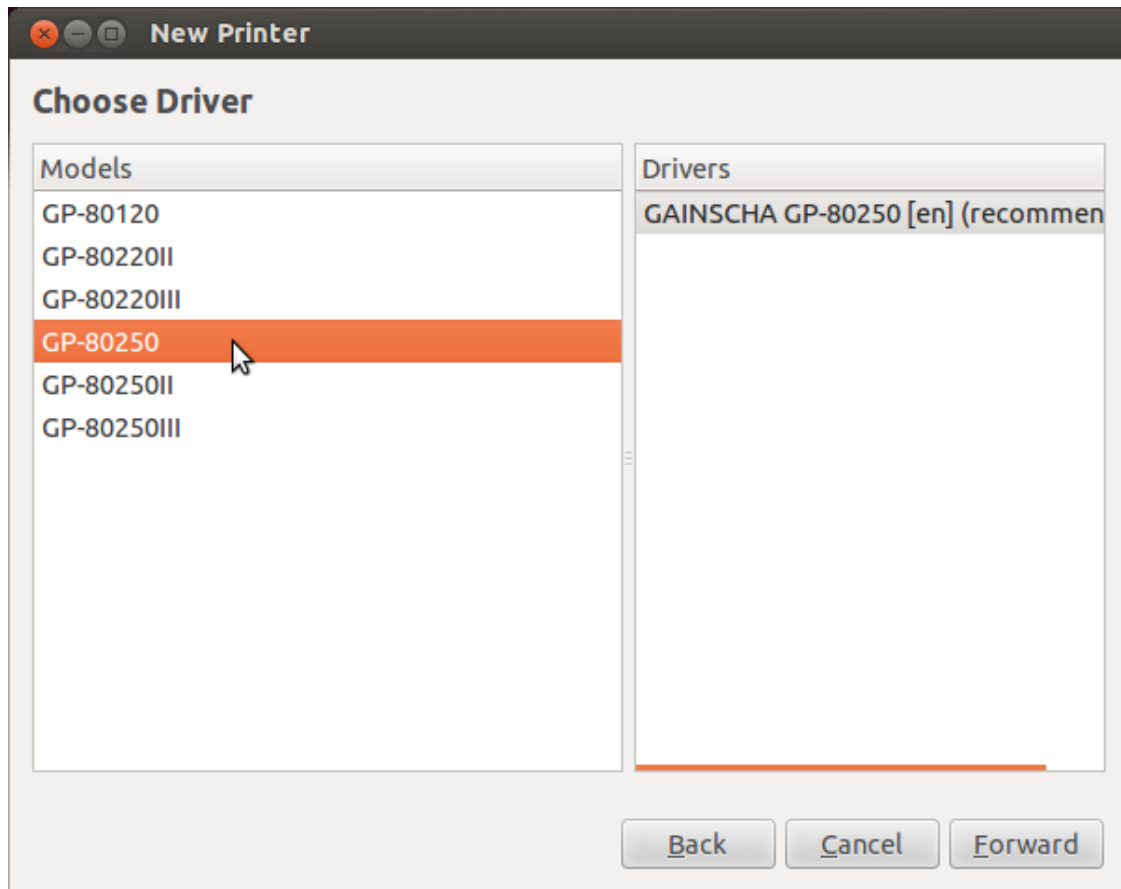 New Printer
Choose Driver
Models
GP-80120
GP-80220II
GP-80220III
GP-80250
GP-80250II
GP-80250III
Drivers
GAINSCHA GP-80250 [en] (recommen
Back
Cancel
Forward